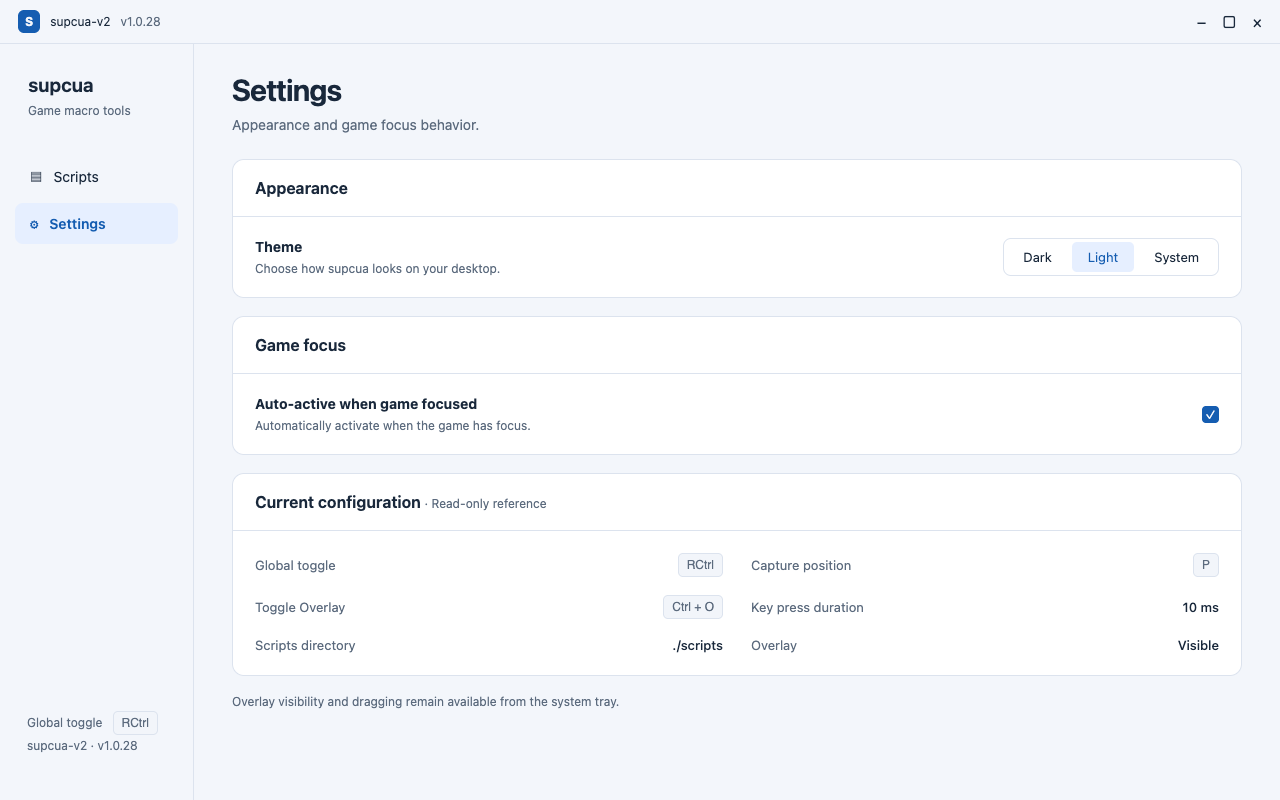 S supcua-v2 v1.0.28
supcua
Game macro tools
Scripts
Settings
Global toggle RCtrl
supcua-v2 · v1.0.28
Settings
Appearance and game focus behavior.
Appearance
Theme
Choose how supcua looks on your desktop.
Dark Light System
Game focus
Auto-active when game focused
Automatically activate when the game has focus.
Current configuration · Read-only reference
Global toggle RCtrl Capture position P
Toggle Overlay Ctrl + O Key press duration 10 ms
Scripts directory ./scripts Overlay Visible
Overlay visibility and dragging remain available from the system tray.